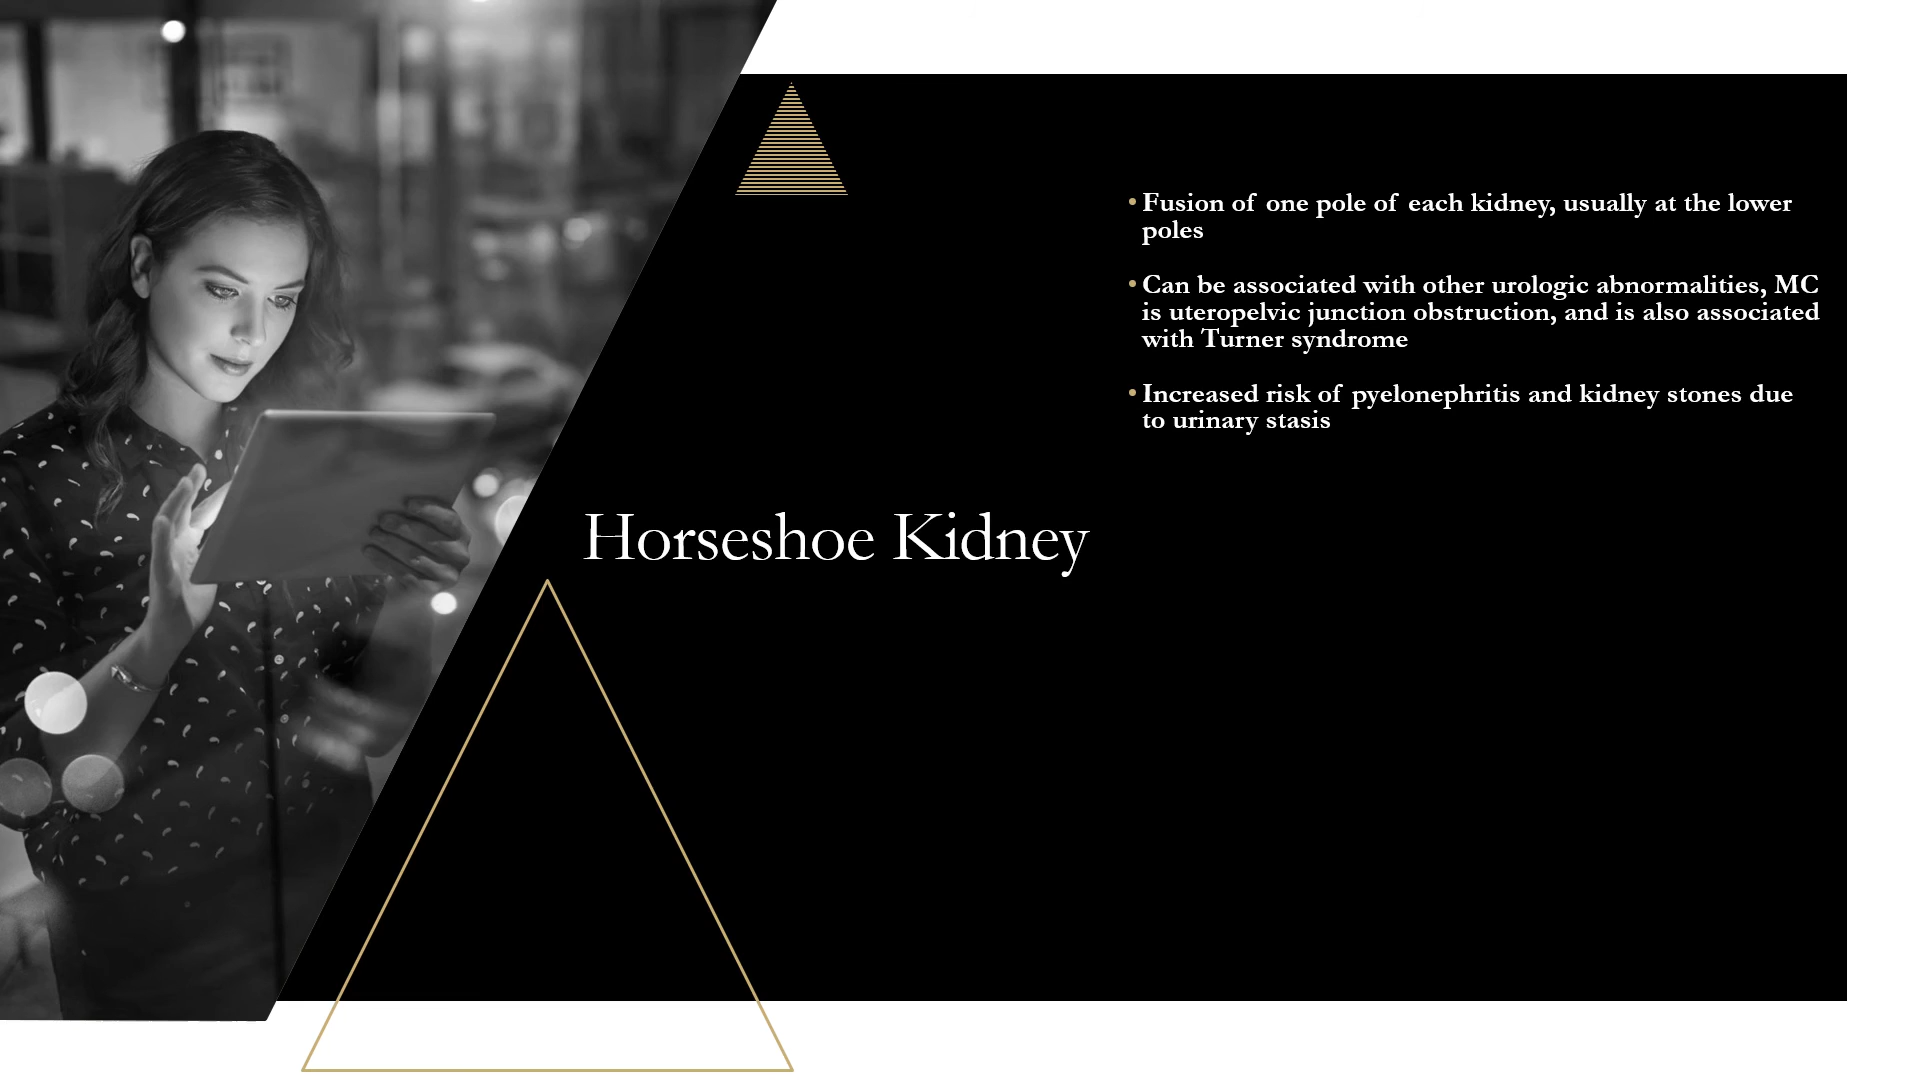 Horseshoe Kidney
• Fusion of one pole of each kidney, usually at the lower
poles
• Can be associated with other urologic abnormalities, MC
is uteropelvic junction obstruction, and is also associated
with Turner syndrome
• Increased risk of pyelonephritis and kidney stones due
to urinary stasis